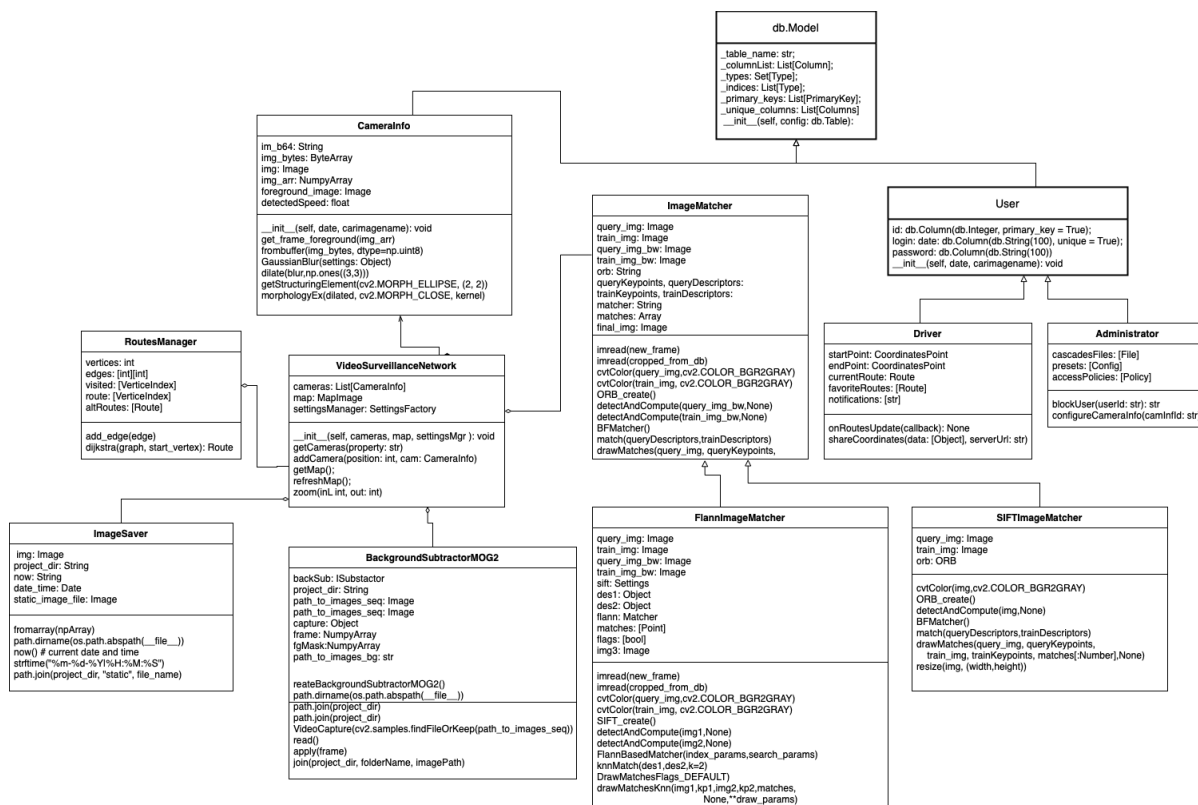 db.Model
_table_name: str;
_columnList: List[Column];
_types: Set[Type];
_indices: List[Type];
_primary_keys: List[PrimaryKey];
_unique_columns: List[Columns]
__init__(self, config: db.Table):
CameraInfo
im_b64: String
img_bytes: ByteArray
img: Image
img_arr: NumpyArray
foreground_image: Image
detectedSpeed: float
__init__(self, date, carimagename): void
get_frame_foreground(img_arr)
frombuffer(img_bytes, dtype=np.uint8)
GaussianBlur(settings: Object)
dilate(blur,np.ones((3,3)))
getStructuringElement(cv2.MORPH_ELLIPSE, (2, 2))
morphologyEx(dilated, cv2.MORPH_CLOSE, kernel)
ImageMatcher
query_img: Image
train_img: Image
query_img_bw: Image
train_img_bw: Image
orb: String
queryKeypoints, queryDescriptors:
trainKeypoints, trainDescriptors:
matcher: String
matches: Array
final_img: Image
imread(new_frame)
imread(cropped_from_db)
cvtColor(query_img,cv2.COLOR_BGR2GRAY)
cvtColor(train_img, cv2.COLOR_BGR2GRAY)
ORB_create()
detectAndCompute(query_img_bw,None)
detectAndCompute(train_img_bw,None)
BFMatcher()
match(queryDescriptors,trainDescriptors)
drawMatches(query_img, queryKeypoints,
User
id: db.Column(db.Integer, primary_key = True);
login: date: db.Column(db.String(100), unique = True);
password: db.Column(db.String(100))
__init__(self, date, carimagename): void
Driver
startPoint: CoordinatesPoint
endPoint: CoordinatesPoint
currentRoute: Route
favoriteRoutes: [Route]
notifications: [str]
onRoutesUpdate(callback): None
shareCoordinates(data: [Object], serverUrl: str)
Administrator
cascadesFiles: [File]
presets: [Config]
accessPolicies: [Policy]
blockUser(userId: str): str
configureCameraInfo(camInfId: str
RoutesManager
vertices: int
edges: [int][int]
visited: [VerticeIndex]
route: [VerticeIndex]
altRoutes: [Route]
add_edge(edge)
dijkstra(graph, start_vertex): Route
VideoSurveillanceNetwork
cameras: List[CameraInfo]
map: MapImage
settingsManager: SettingsFactory
__init__(self, cameras, map, settingsMgr ): void
getCameras(property: str)
addCamera(position: int, cam: CameraInfo)
getMap();
refreshMap();
zoom(inL int, out: int)
ImageSaver
img: Image
project_dir: String
now: String
date_time: Date
static_image_file: Image
fromarray(npArray)
path.dirname(os.path.abspath(__file__))
now() # current date and time
strftime("%m-%d-%Y|%H:%M:%S")
path.join(project_dir, "static", file_name)
BackgroundSubtractorMOG2
backSub: ISubstactor
project_dir: String
path_to_images_seq: Image
path_to_images_seq: Image
capture: Object
frame: NumpyArray
fgMask:NumpyArray
path_to_images_bg: str
reateBackgroundSubtractorMOG2()
path.dirname(os.path.abspath(__file__))
path.join(project_dir)
path.join(project_dir)
VideoCapture(cv2.samples.findFileOrKeep(path_to_images_seq))
read()
apply(frame)
join(project_dir, folderName, imagePath)
FlannImageMatcher
query_img: Image
train_img: Image
query_img_bw: Image
train_img_bw: Image
sift: Settings
des1: Object
des2: Object
flann: Matcher
matches: [Point]
flags: [bool]
img3: Image
imread(new_frame)
imread(cropped_from_db)
cvtColor(query_img,cv2.COLOR_BGR2GRAY)
cvtColor(train_img, cv2.COLOR_BGR2GRAY)
SIFT_create()
detectAndCompute(img1,None)
detectAndCompute(img2,None)
FlannBasedMatcher(index_params,search_params)
knnMatch(des1,des2,k=2)
DrawMatchesFlags_DEFAULT)
drawMatchesKnn(img1,kp1,img2,kp2,matches,
None,**draw_params)
SIFTImageMatcher
query_img: Image
train_img: Image
orb: ORB
cvtColor(img,cv2.COLOR_BGR2GRAY)
ORB_create()
detectAndCompute(img,None)
BFMatcher()
match(queryDescriptors,trainDescriptors)
drawMatches(query_img, queryKeypoints,
train_img, trainKeypoints, matches[:Number],None)
resize(img, (width,height))